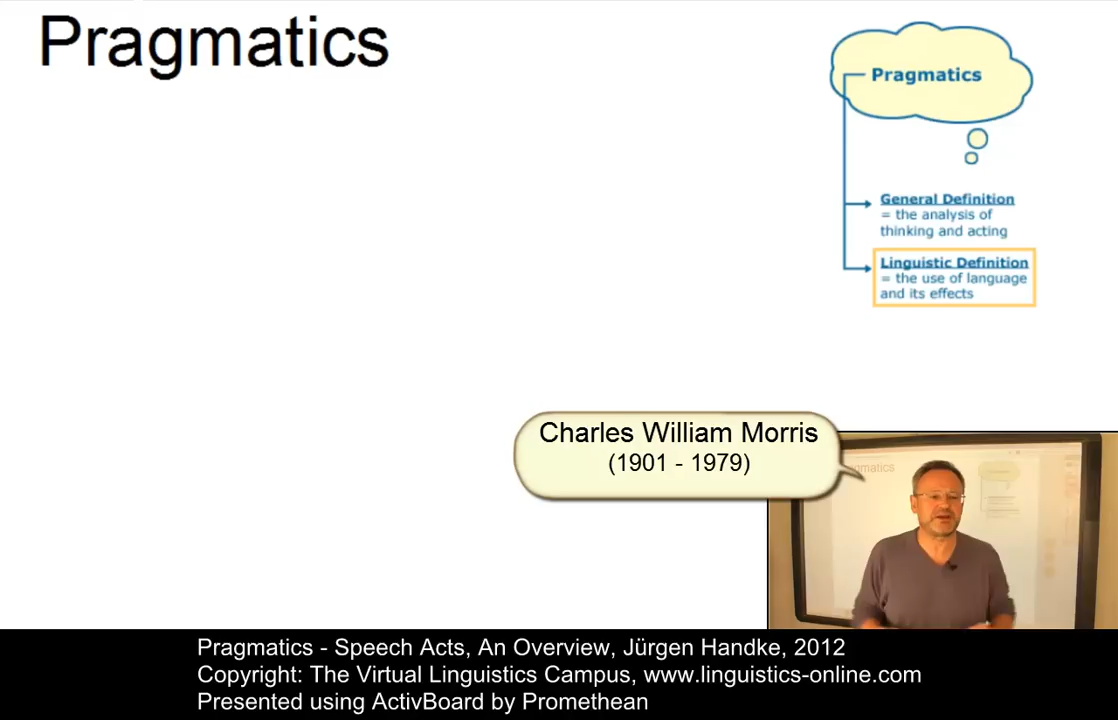 Pragmatics
Pragmatics
General Definition
= the analysis of
thinking and acting
Linguistic Definition
= the use of language
and its effects
Charles William Morris
(1901 - 1979)
Pragmatics - Speech Acts, An Overview, Jürgen Handke, 2012
Copyright: The Virtual Linguistics Campus, www.linguistics-online.com
Presented using ActivBoard by Promethean